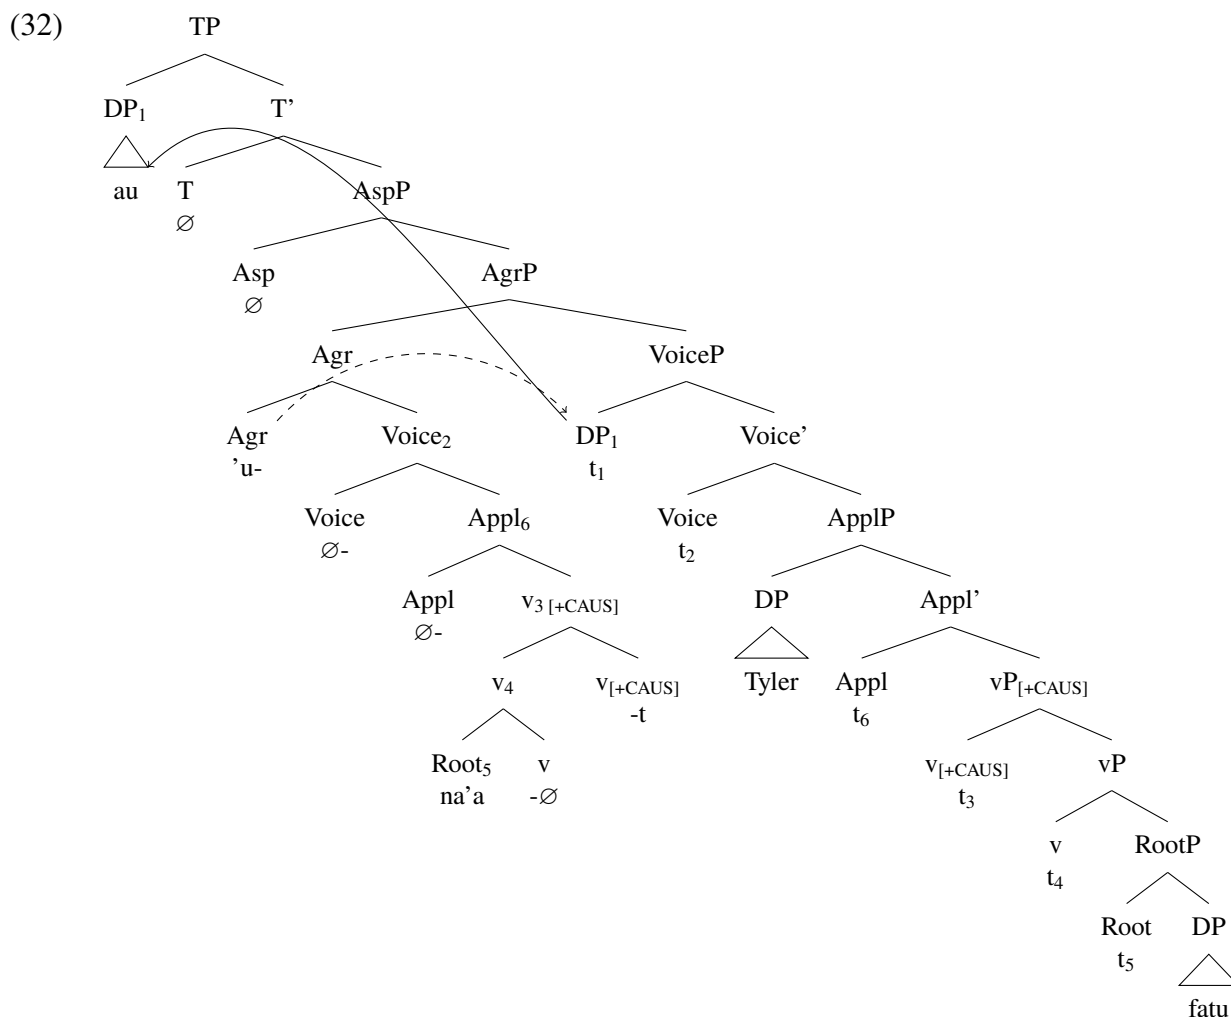 (32)
TP
DP₁ T’
au T AspP
∅
Asp AgrP
∅
Agr VoiceP
Agr Voice₂ DP₁ Voice’
’u- t₁
Voice Appl₆ Voice ApplP
∅- t₂
Appl v₃ [+CAUS] DP Appl’
∅-
v₄ v[+CAUS] Tyler Appl vP[+CAUS]
-t t₆
Root₅ v v[+CAUS] vP
na’a -∅ t₃
v RootP
t₄
Root DP
t₅
fatu